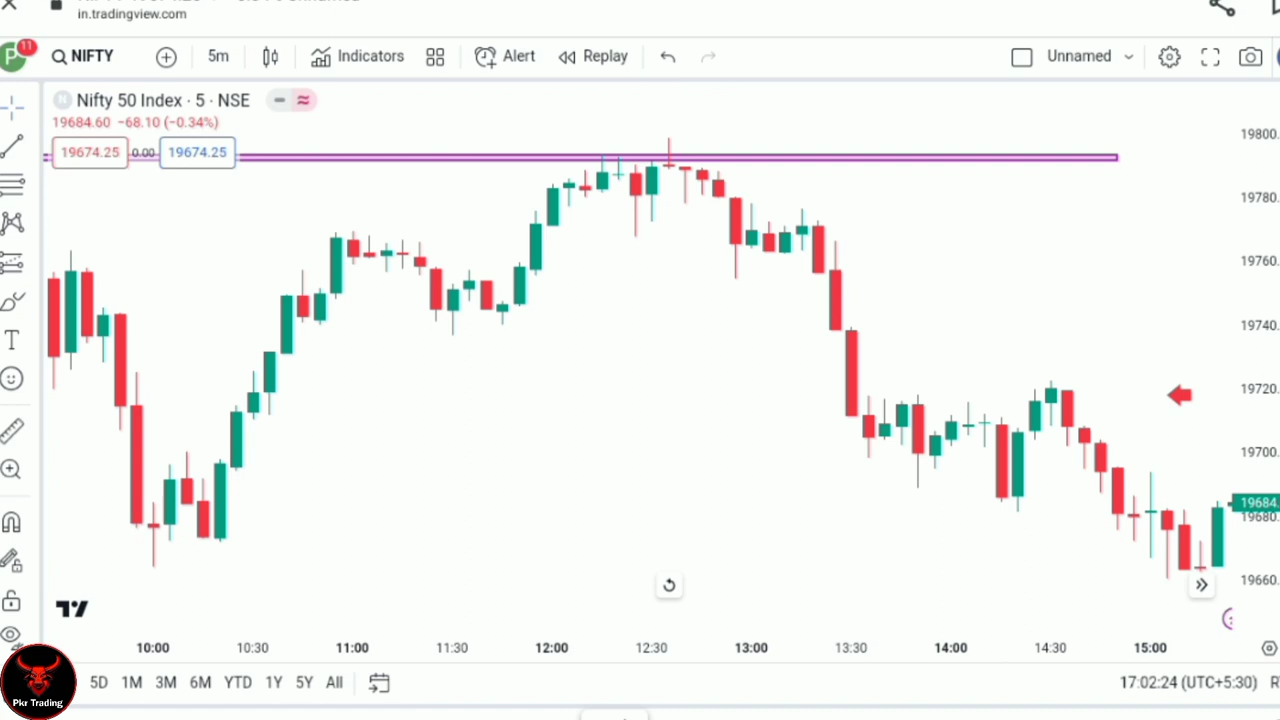 in.tradingview.com
P
11
NIFTY
5m
Indicators
Alert
Replay
Unnamed
N
Nifty 50 Index · 5 · NSE
19684.60 −68.10 (−0.34%)
19674.25
0.00
19674.25
19800.
19780.
19760.
19740.
19720.
19700.
19684.
19680.
19660.
T
10:00
10:30
11:00
11:30
12:00
12:30
13:00
13:30
14:00
14:30
15:00
5D
1M
3M
6M
YTD
1Y
5Y
All
17:02:24 (UTC+5:30)
Pkr Trading